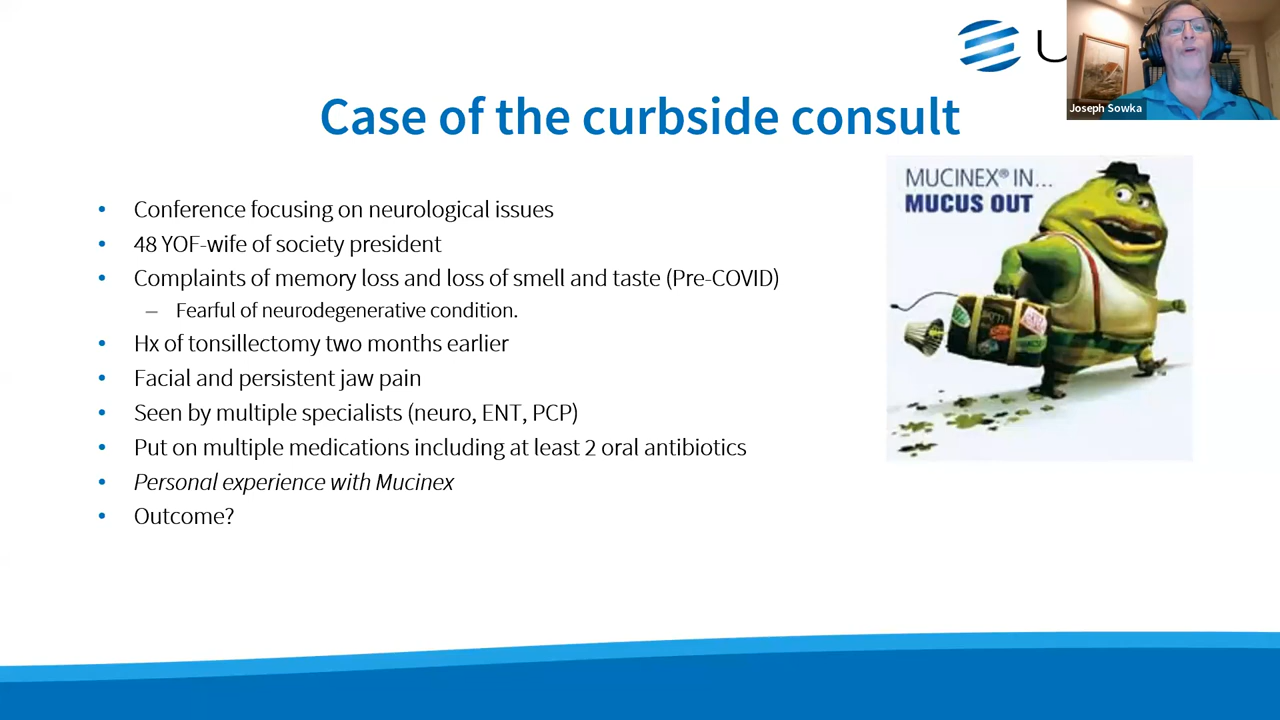 U
Joseph Sowka
Case of the curbside consult
• Conference focusing on neurological issues
• 48 YOF-wife of society president
• Complaints of memory loss and loss of smell and taste (Pre-COVID)
– Fearful of neurodegenerative condition.
• Hx of tonsillectomy two months earlier
• Facial and persistent jaw pain
• Seen by multiple specialists (neuro, ENT, PCP)
• Put on multiple medications including at least 2 oral antibiotics
• Personal experience with Mucinex
• Outcome?
MUCINEX® IN...
MUCUS OUT